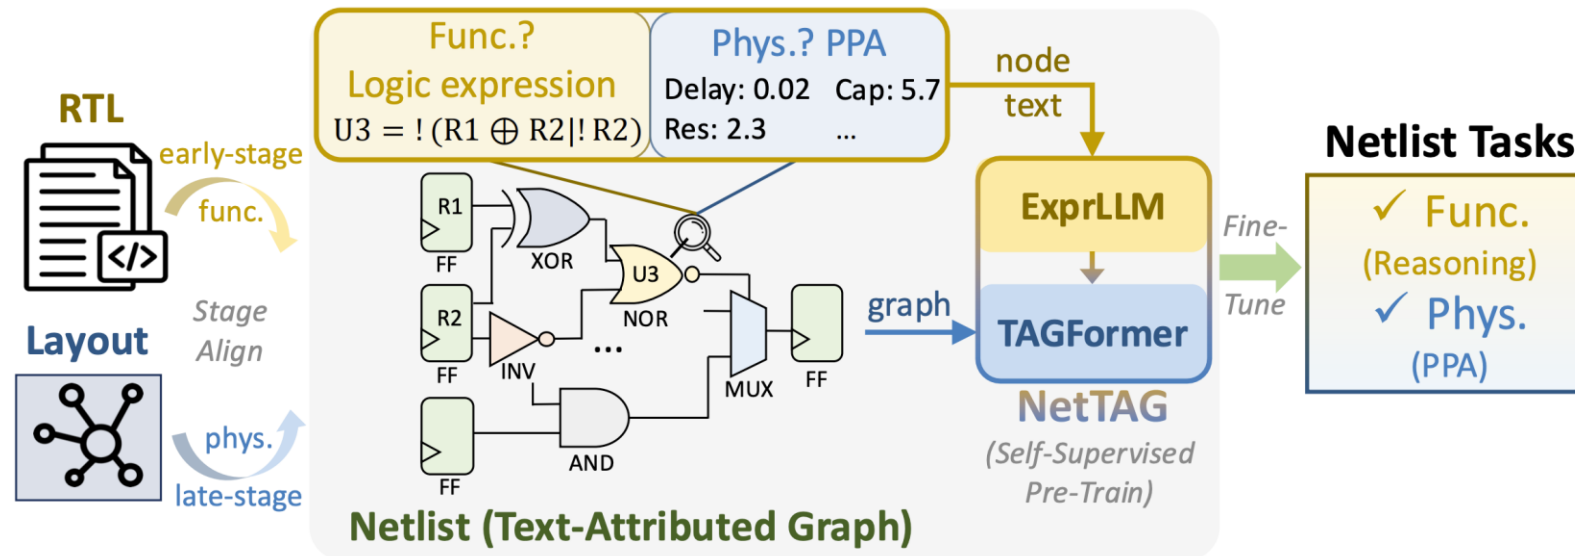 Func.?
Logic expression
U3 = ! (R1 ⊕ R2|! R2)
Phys.? PPA
Delay: 0.02 Cap: 5.7
Res: 2.3 ...
node
text
RTL
early-stage
func.
</>
Stage
Align
Layout
phys.
late-stage
R1
FF
XOR
U3
NOR
R2
FF
INV
...
MUX
FF
AND
FF
Netlist (Text-Attributed Graph)
graph
ExprLLM
TAGFormer
NetTAG
(Self-Supervised
Pre-Train)
Fine-
Tune
Netlist Tasks
✓ Func.
(Reasoning)
✓ Phys.
(PPA)